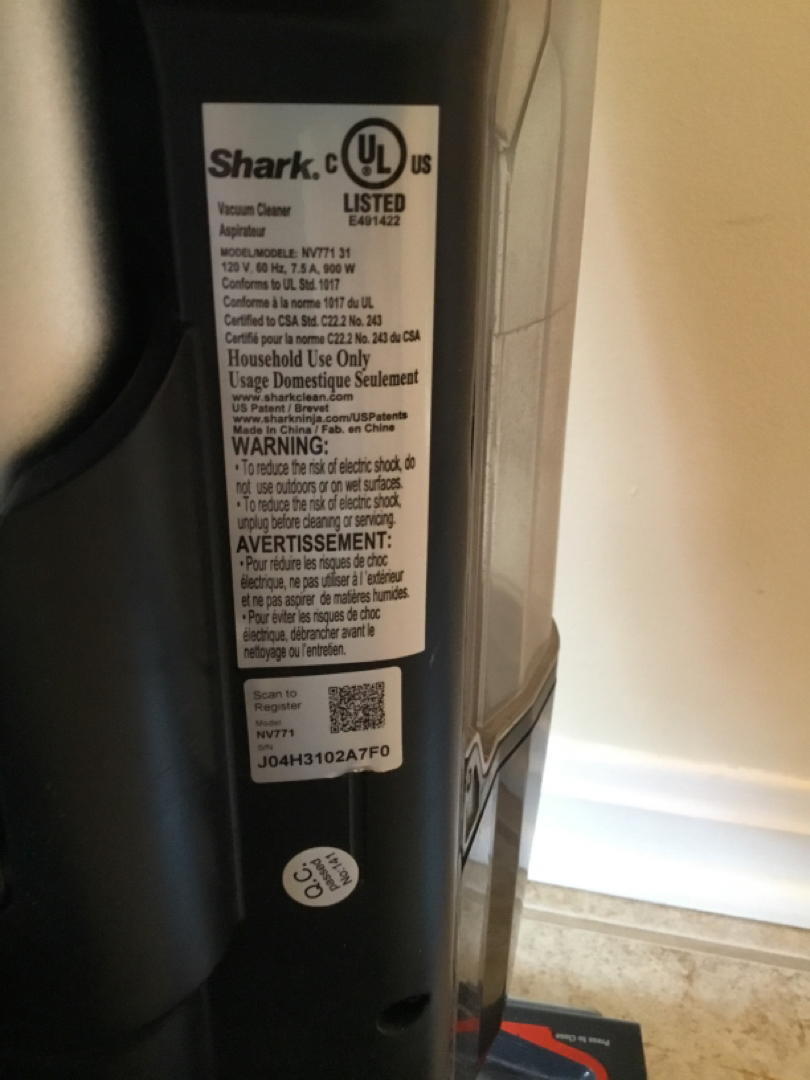 Shark. C UL US
LISTED
E491422
Vacuum Cleaner
Aspirateur
MODEL/MODELE: NV771 31
120 V, 60 Hz, 7.5 A, 900 W
Conforms to UL Std. 1017
Conforme à la norme 1017 du UL
Certified to CSA Std. C22.2 No. 243
Certifié pour la norme C22.2 No. 243 du CSA
Household Use Only
Usage Domestique Seulement
www.sharkclean.com
US Patent / Brevet
www.sharkninja.com/USPatents
Made In China / Fab. en Chine
WARNING:
• To reduce the risk of electric shock, do
not use outdoors or on wet surfaces.
• To reduce the risk of electric shock,
unplug before cleaning or servicing.
AVERTISSEMENT:
• Pour réduire les risques de choc
électrique, ne pas utiliser à l'extérieur
et ne pas aspirer de matières humides.
• Pour éviter les risques de choc
électrique, débrancher avant le
nettoyage ou l'entretien.
Scan to
Register
Model
NV771
S/N
J04H3102A7F0
Q.C.
passed
No:141
Press to Close